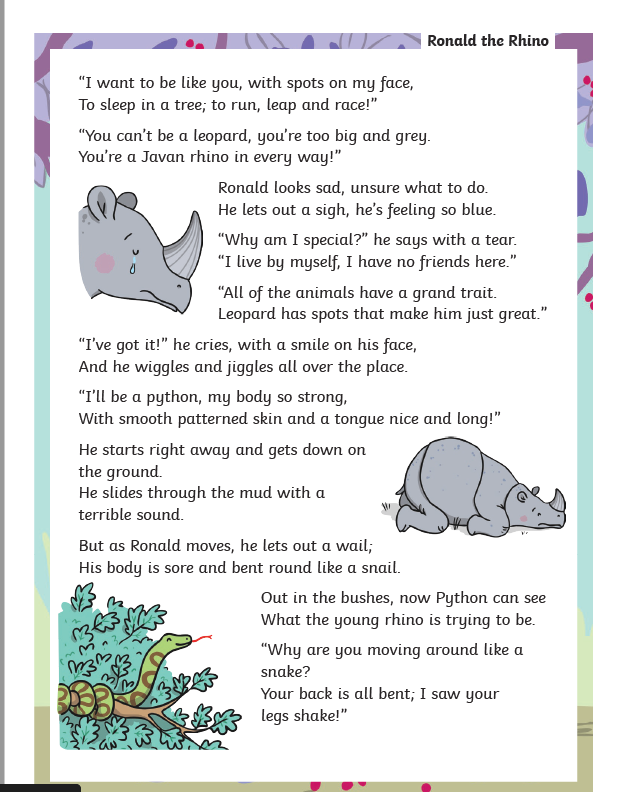 Ronald the Rhino
“I want to be like you, with spots on my face,
To sleep in a tree; to run, leap and race!”
“You can’t be a leopard, you’re too big and grey.
You’re a Javan rhino in every way!”
Ronald looks sad, unsure what to do.
He lets out a sigh, he’s feeling so blue.
“Why am I special?” he says with a tear.
“I live by myself, I have no friends here.”
“All of the animals have a grand trait.
Leopard has spots that make him just great.”
“I’ve got it!” he cries, with a smile on his face,
And he wiggles and jiggles all over the place.
“I’ll be a python, my body so strong,
With smooth patterned skin and a tongue nice and long!”
He starts right away and gets down on
the ground.
He slides through the mud with a
terrible sound.
But as Ronald moves, he lets out a wail;
His body is sore and bent round like a snail.
Out in the bushes, now Python can see
What the young rhino is trying to be.
“Why are you moving around like a
snake?
Your back is all bent; I saw your
legs shake!”